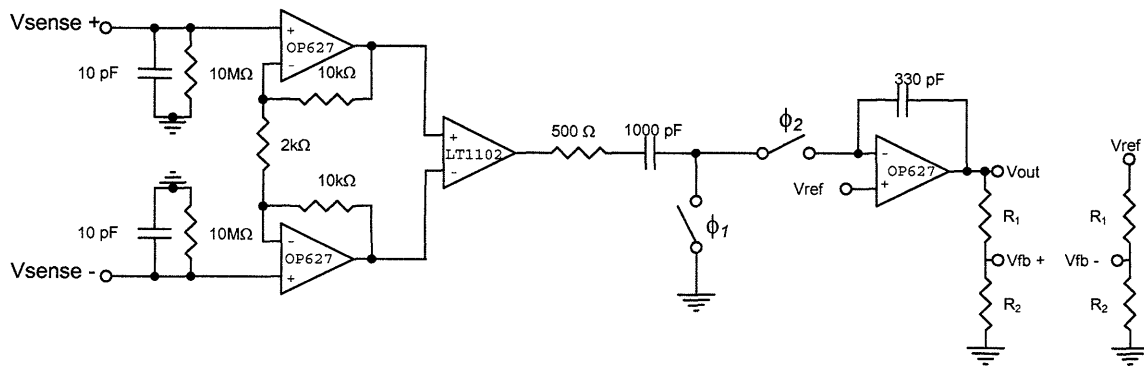 Vsense +
10 pF
10MΩ
+
OP627
-
10kΩ
2kΩ
10kΩ
10 pF
10MΩ
-
OP627
+
Vsense -
+
LT1102
-
500 Ω
1000 pF
ϕ1
ϕ2
330 pF
-
OP627
+
Vref
Vout
R1
Vfb +
R2
Vref
R1
Vfb -
R2